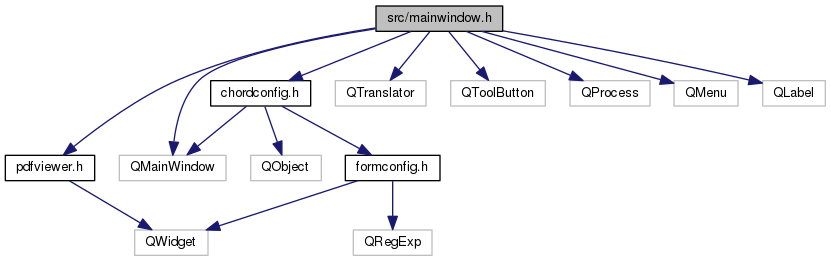 src/mainwindow.h
chordconfig.h
QTranslator
QToolButton
QProcess
QMenu
QLabel
pdfviewer.h
QMainWindow
QObject
formconfig.h
QWidget
QRegExp